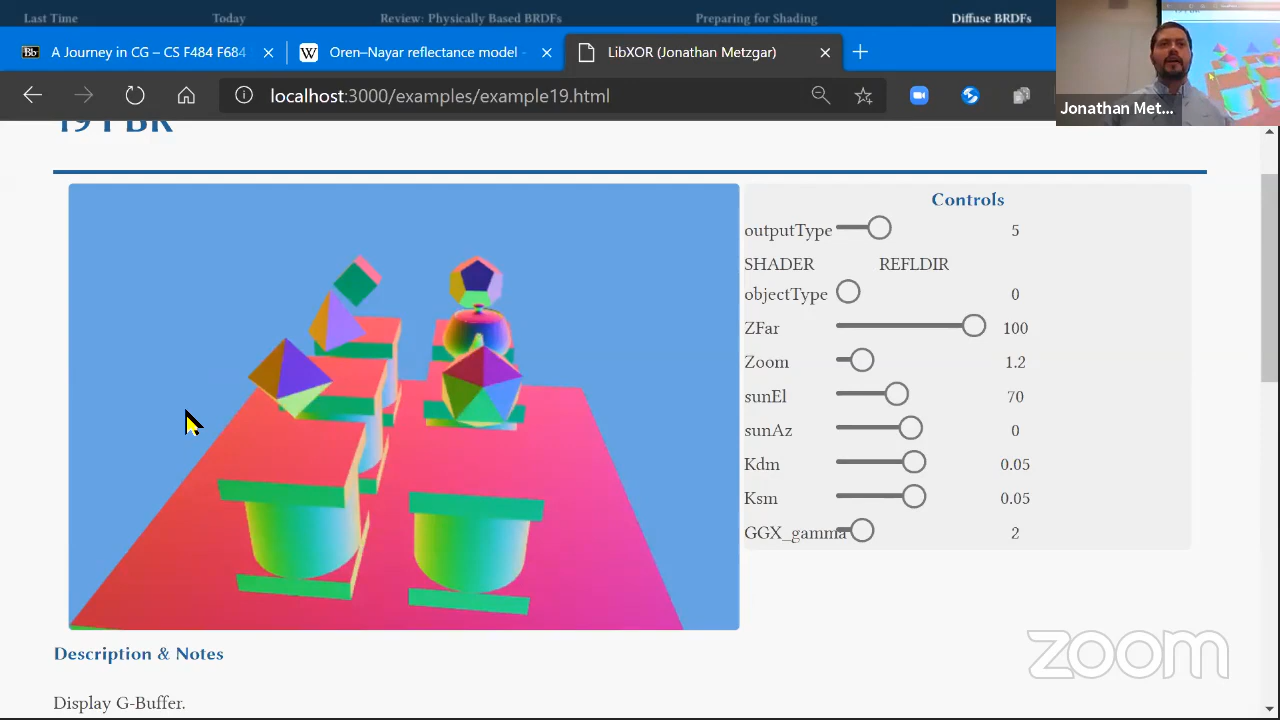 Last Time Today Review: Physically Based BRDFs Preparing for Shading Diffuse BRDFs
Bb A Journey in CG – CS F484 F684 W Oren–Nayar reflectance model - LibXOR (Jonathan Metzgar)
localhost:3000/examples/example19.html
Jonathan Met...
19 PBR
Controls
outputType 5
SHADER REFLDIR
objectType 0
ZFar 100
Zoom 1.2
sunEl 70
sunAz 0
Kdm 0.05
Ksm 0.05
GGX_gamma 2
Description & Notes
Display G-Buffer.
zoom